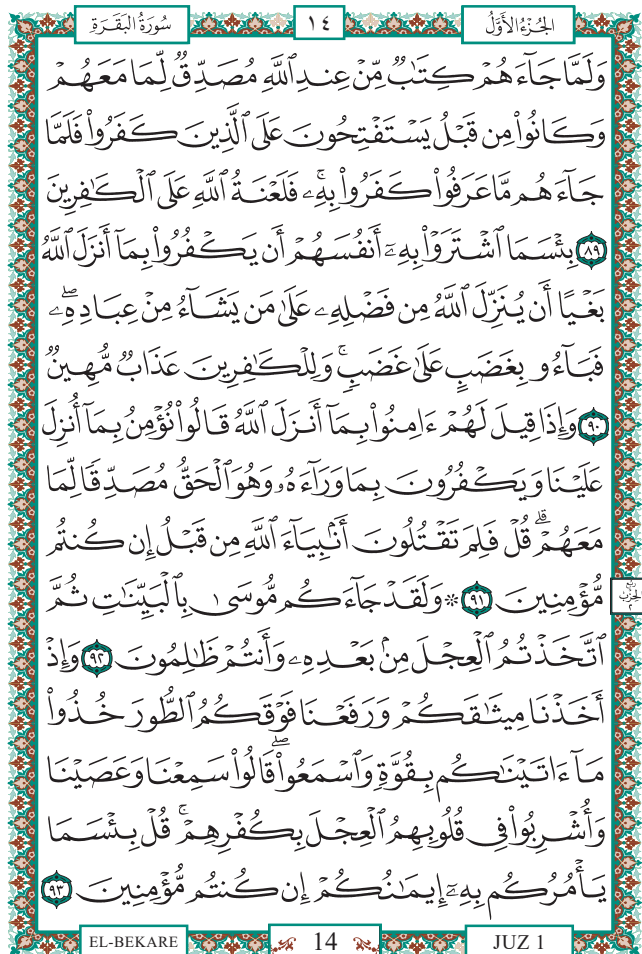 سُورَةُ البَقَرَةِ ١٤ الجُزْءُ الأَوَّلُ
وَلَمَّا جَآءَهُمْ كِتَٰبٌ مِّنْ عِندِ ٱللَّهِ مُصَدِّقٌ لِّمَا مَعَهُمْ
وَكَانُوا۟ مِن قَبْلُ يَسْتَفْتِحُونَ عَلَى ٱلَّذِينَ كَفَرُوا۟ فَلَمَّا
جَآءَهُم مَّا عَرَفُوا۟ كَفَرُوا۟ بِهِۦ ۚ فَلَعْنَةُ ٱللَّهِ عَلَى ٱلْكَٰفِرِينَ
٨٩ بِئْسَمَا ٱشْتَرَوْا۟ بِهِۦٓ أَنفُسَهُمْ أَن يَكْفُرُوا۟ بِمَآ أَنزَلَ ٱللَّهُ
بَغْيًا أَن يُنَزِّلَ ٱللَّهُ مِن فَضْلِهِۦ عَلَىٰ مَن يَشَآءُ مِنْ عِبَادِهِۦ ۖ
فَبَآءُو بِغَضَبٍ عَلَىٰ غَضَبٍ ۚ وَلِلْكَٰفِرِينَ عَذَابٌ مُّهِينٌ
٩٠ وَإِذَا قِيلَ لَهُمْ ءَامِنُوا۟ بِمَآ أَنزَلَ ٱللَّهُ قَالُوا۟ نُؤْمِنُ بِمَآ أُنزِلَ
عَلَيْنَا وَيَكْفُرُونَ بِمَا وَرَآءَهُۥ وَهُوَ ٱلْحَقُّ مُصَدِّقًا لِّمَا
مَعَهُمْ ۗ قُلْ فَلِمَ تَقْتُلُونَ أَنۢبِيَآءَ ٱللَّهِ مِن قَبْلُ إِن كُنتُم
مُّؤْمِنِينَ ٩١ ۞ وَلَقَدْ جَآءَكُم مُّوسَىٰ بِٱلْبَيِّنَٰتِ ثُمَّ
ٱتَّخَذْتُمُ ٱلْعِجْلَ مِنۢ بَعْدِهِۦ وَأَنتُمْ ظَٰلِمُونَ ٩٢ وَإِذْ
أَخَذْنَا مِيثَٰقَكُمْ وَرَفَعْنَا فَوْقَكُمُ ٱلطُّورَ خُذُوا۟
مَآ ءَاتَيْنَٰكُم بِقُوَّةٍ وَٱسْمَعُوا۟ ۖ قَالُوا۟ سَمِعْنَا وَعَصَيْنَا
وَأُشْرِبُوا۟ فِى قُلُوبِهِمُ ٱلْعِجْلَ بِكُفْرِهِمْ ۚ قُلْ بِئْسَمَا
يَأْمُرُكُم بِهِۦٓ إِيمَٰنُكُمْ إِن كُنتُم مُّؤْمِنِينَ ٩٣
EL-BEKARE 14 JUZ 1